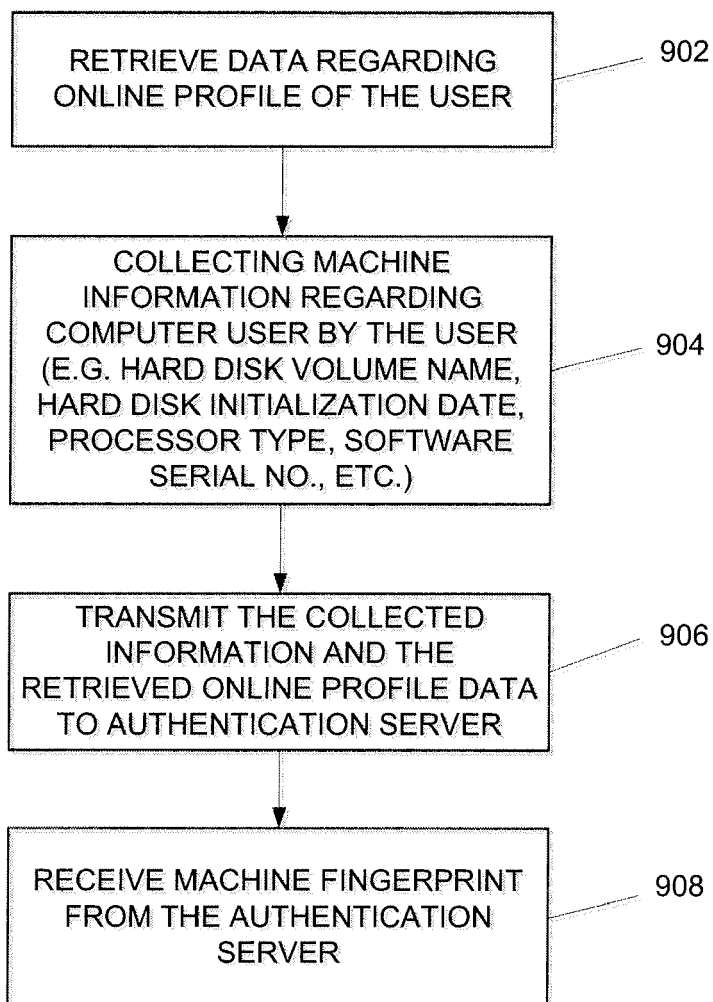 RETRIEVE DATA REGARDING
ONLINE PROFILE OF THE USER
902
COLLECTING MACHINE
INFORMATION REGARDING
COMPUTER USER BY THE USER
(E.G. HARD DISK VOLUME NAME,
HARD DISK INITIALIZATION DATE,
PROCESSOR TYPE, SOFTWARE
SERIAL NO., ETC.)
904
TRANSMIT THE COLLECTED
INFORMATION AND THE
RETRIEVED ONLINE PROFILE DATA
TO AUTHENTICATION SERVER
906
RECEIVE MACHINE FINGERPRINT
FROM THE AUTHENTICATION
SERVER
908